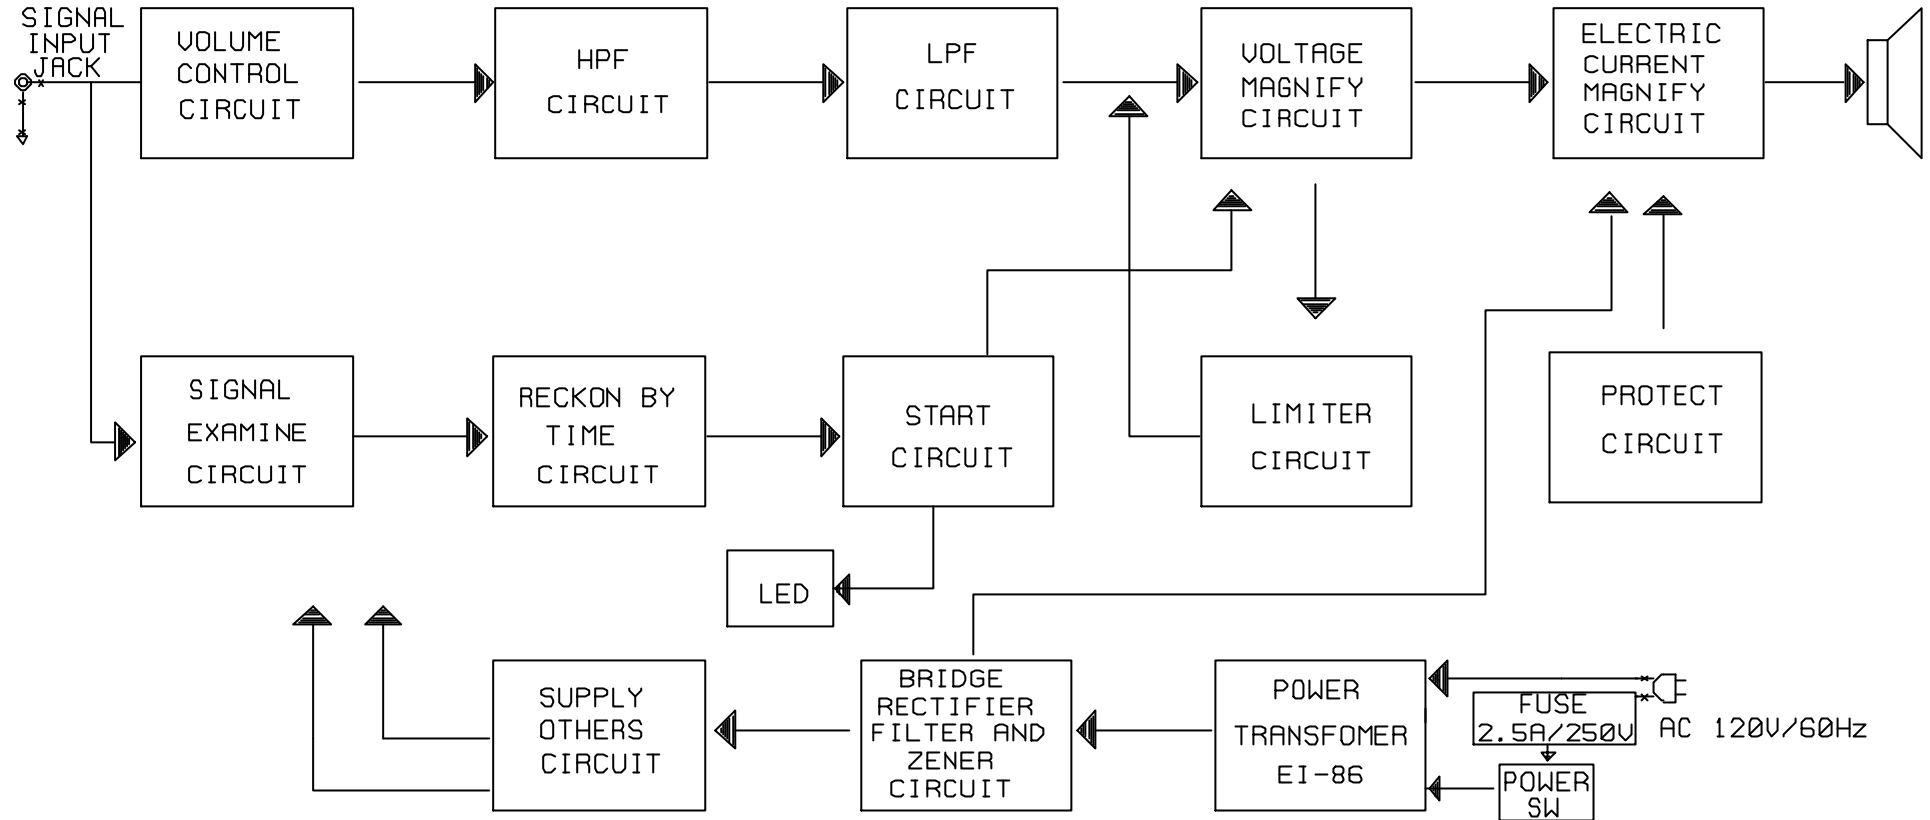 SIGNAL
INPUT
JACK
VOLUME
CONTROL
CIRCUIT
HPF
CIRCUIT
LPF
CIRCUIT
VOLTAGE
MAGNIFY
CIRCUIT
ELECTRIC
CURRENT
MAGNIFY
CIRCUIT
SIGNAL
EXAMINE
CIRCUIT
RECKON BY
TIME
CIRCUIT
START
CIRCUIT
LIMITER
CIRCUIT
PROTECT
CIRCUIT
LED
SUPPLY
OTHERS
CIRCUIT
BRIDGE
RECTIFIER
FILTER AND
ZENER
CIRCUIT
POWER
TRANSFOMER
EI-86
FUSE
2.5A/250V
AC 120V/60Hz
POWER
SW